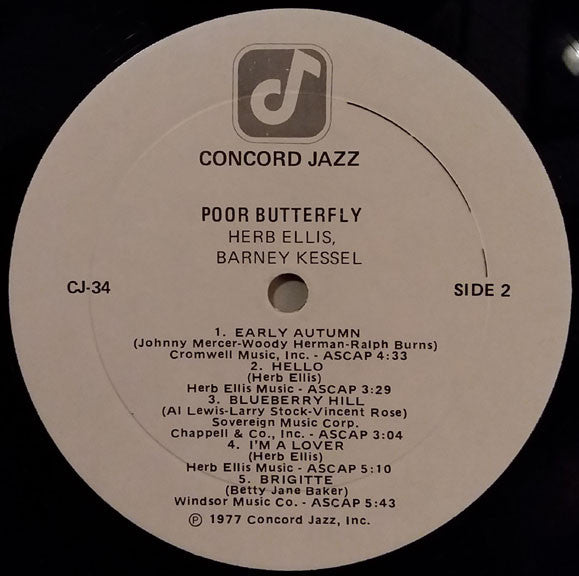 CONCORD JAZZ
POOR BUTTERFLY
HERB ELLIS,
BARNEY KESSEL
CJ-34
SIDE 2
1. EARLY AUTUMN
(Johnny Mercer-Woody Herman-Ralph Burns)
Cromwell Music, Inc. - ASCAP 4:33
2. HELLO
(Herb Ellis)
Herb Ellis Music - ASCAP 3:29
3. BLUEBERRY HILL
(Al Lewis-Larry Stock-Vincent Rose)
Sovereign Music Corp.
Chappell & Co., Inc. - ASCAP 3:04
4. I'M A LOVER
(Herb Ellis)
Herb Ellis Music - ASCAP 5:10
5. BRIGITTE
(Betty Jane Baker)
Windsor Music Co. - ASCAP 5:43
℗ 1977 Concord Jazz, Inc.